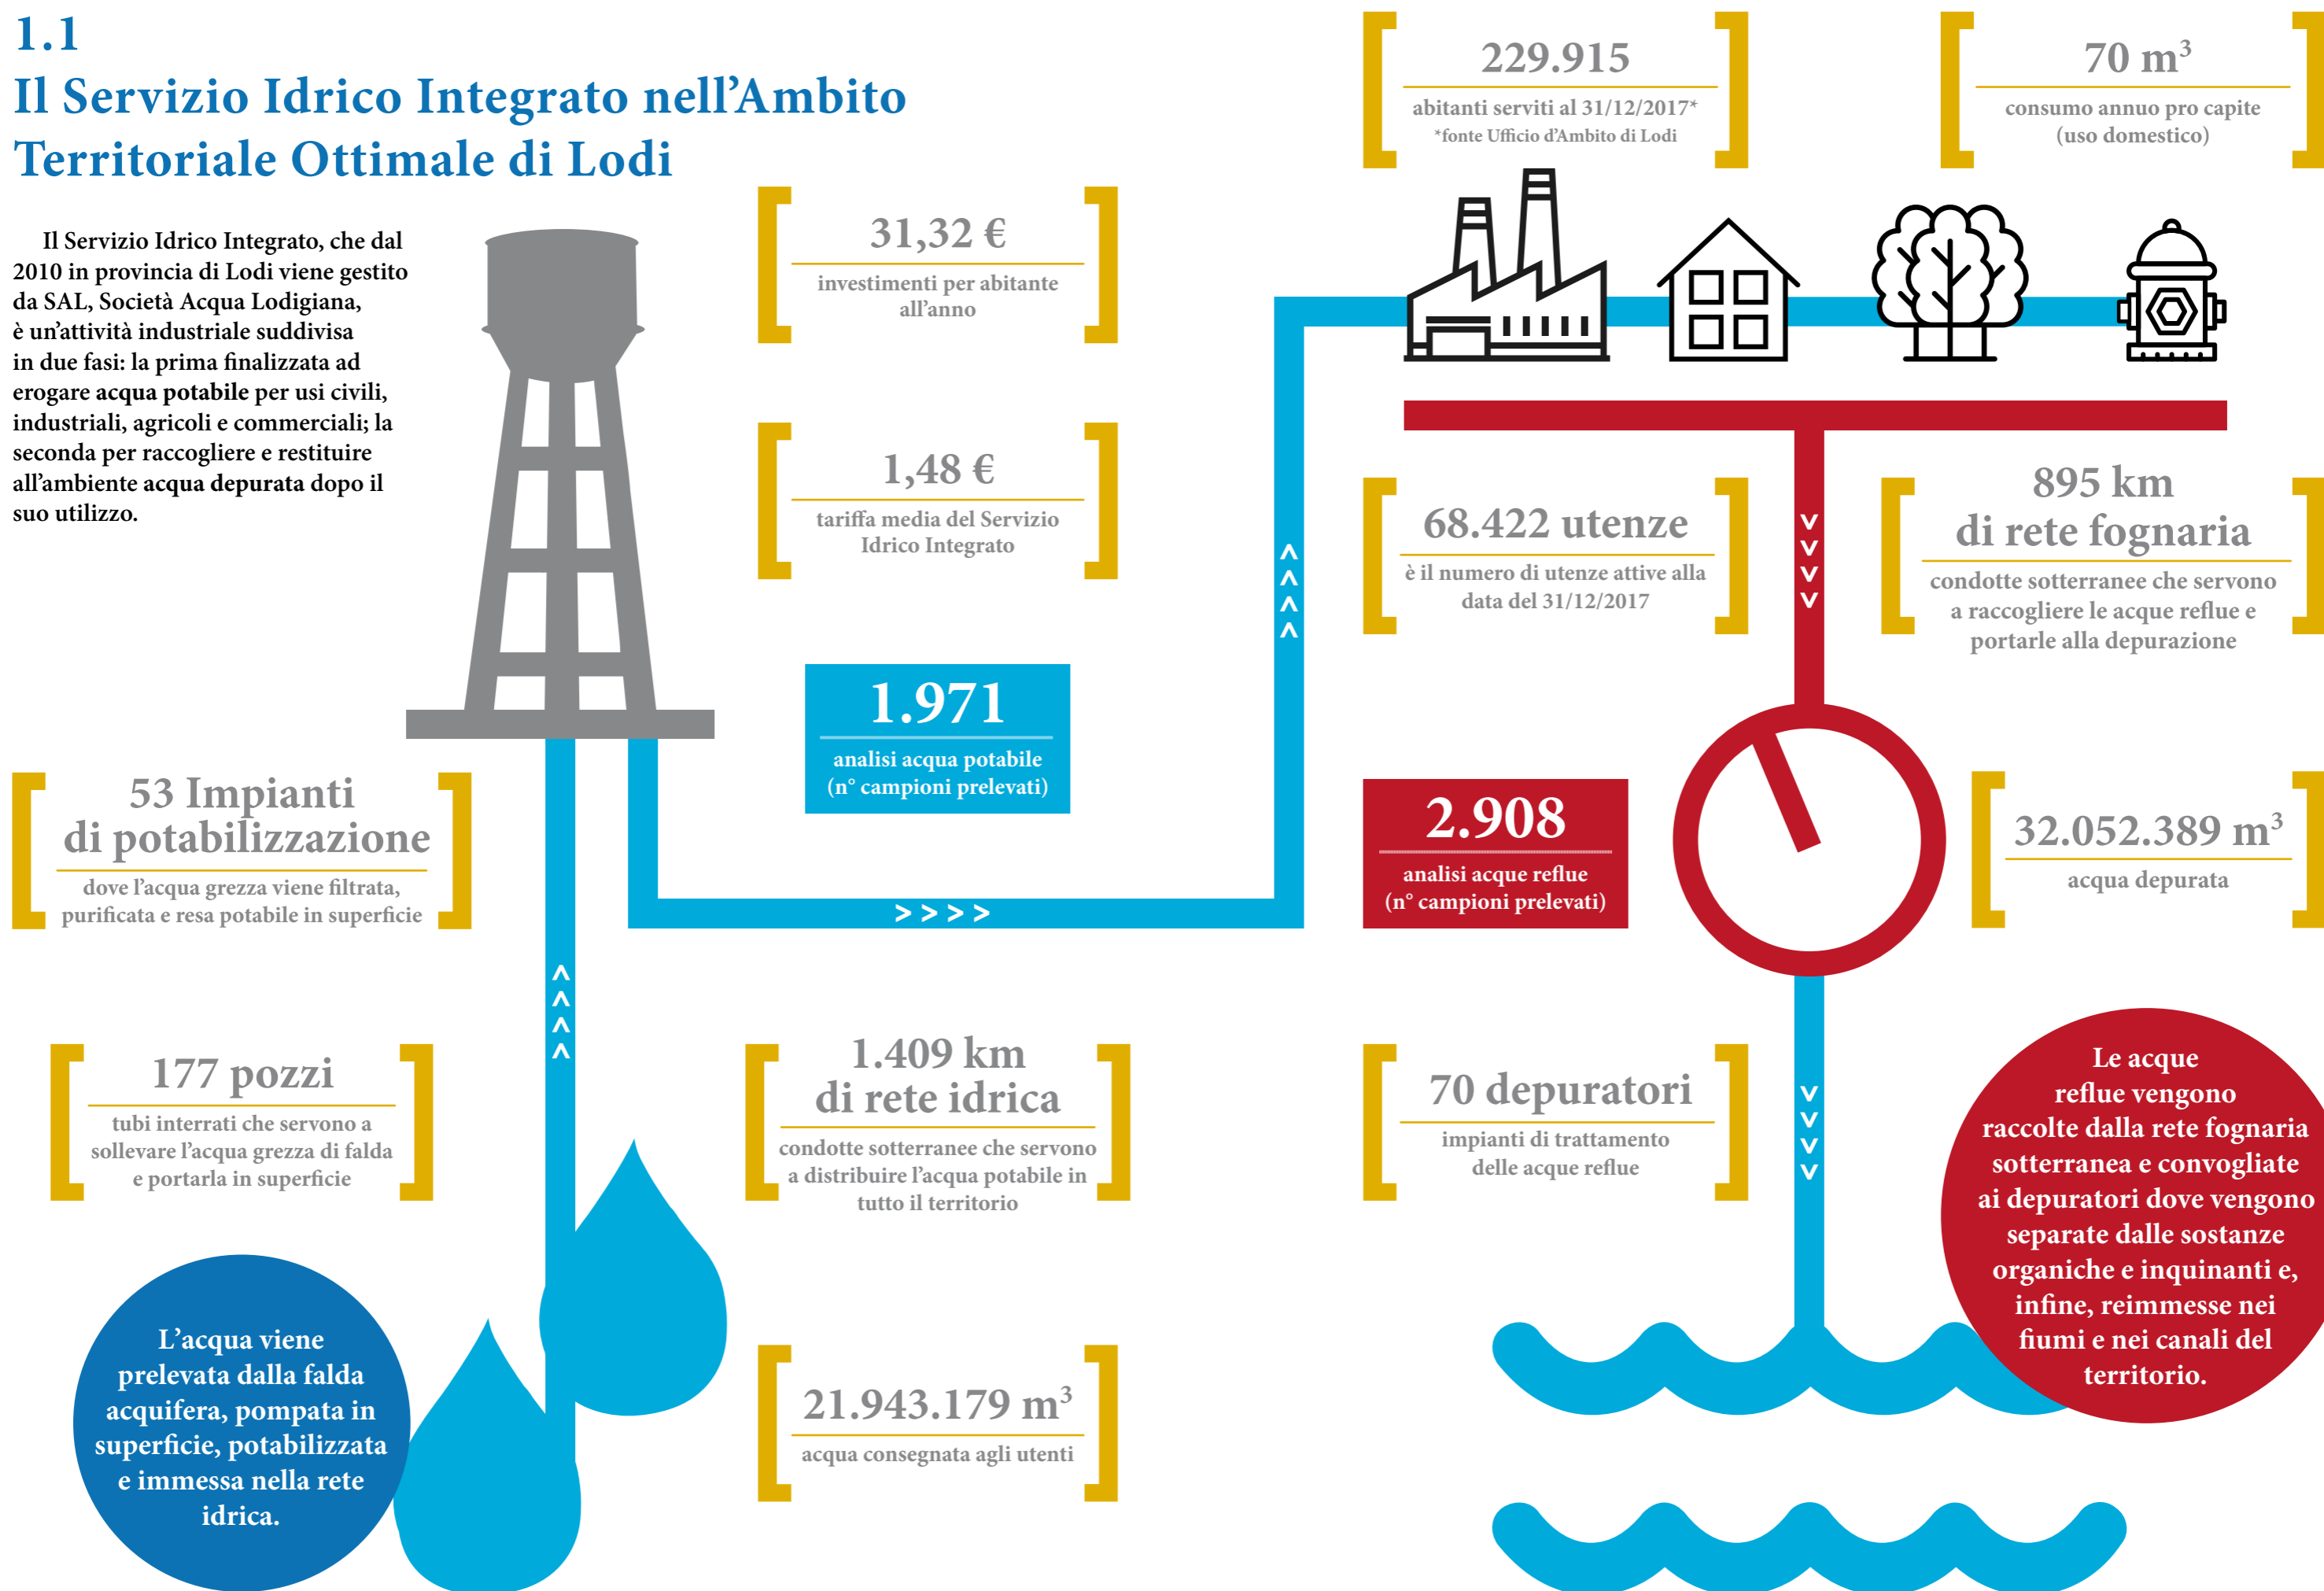 1.1
Il Servizio Idrico Integrato nell'Ambito
Territoriale Ottimale di Lodi
Il Servizio Idrico Integrato, che dal
2010 in provincia di Lodi viene gestito
da SAL, Società Acqua Lodigiana,
è un'attività industriale suddivisa
in due fasi: la prima finalizzata ad
erogare acqua potabile per usi civili,
industriali, agricoli e commerciali; la
seconda per raccogliere e restituire
all'ambiente acqua depurata dopo il
suo utilizzo.
31,32 €
investimenti per abitante
all'anno
1,48 €
tariffa media del Servizio
Idrico Integrato
1.971
analisi acqua potabile
(n° campioni prelevati)
53 Impianti
di potabilizzazione
dove l'acqua grezza viene filtrata,
purificata e resa potabile in superficie
177 pozzi
tubi interrati che servono a
sollevare l'acqua grezza di falda
e portarla in superficie
L'acqua viene
prelevata dalla falda
acquifera, pompata in
superficie, potabilizzata
e immessa nella rete
idrica.
1.409 km
di rete idrica
condotte sotterranee che servono
a distribuire l'acqua potabile in
tutto il territorio
21.943.179 m³
acqua consegnata agli utenti
229.915
abitanti serviti al 31/12/2017*
*fonte Ufficio d'Ambito di Lodi
70 m³
consumo annuo pro capite
(uso domestico)
68.422 utenze
è il numero di utenze attive alla
data del 31/12/2017
895 km
di rete fognaria
condotte sotterranee che servono
a raccogliere le acque reflue e
portarle alla depurazione
2.908
analisi acque reflue
(n° campioni prelevati)
32.052.389 m³
acqua depurata
70 depuratori
impianti di trattamento
delle acque reflue
Le acque
reflue vengono
raccolte dalla rete fognaria
sotterranea e convogliate
ai depuratori dove vengono
separate dalle sostanze
organiche e inquinanti e,
infine, reimmesse nei
fiumi e nei canali del
territorio.